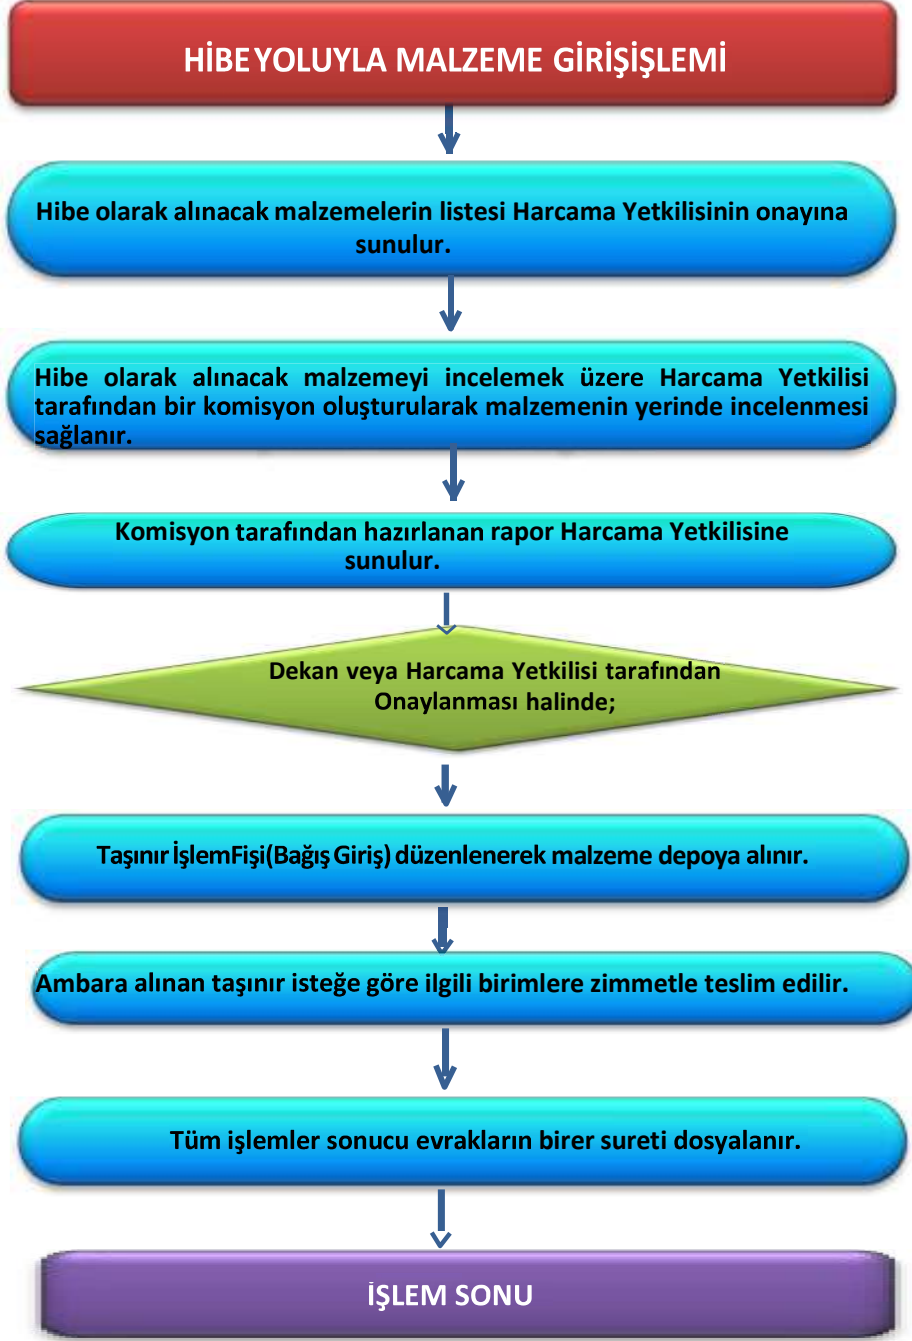 HİBE YOLUYLA MALZEME GİRİŞİŞLEMİ
Hibe olarak alınacak malzemelerin listesi Harcama Yetkilisinin onayına
sunulur.
Hibe olarak alınacak malzemeyi incelemek üzere Harcama Yetkilisi
tarafından bir komisyon oluşturularak malzemenin yerinde incelenmesi
sağlanır.
Komisyon tarafından hazırlanan rapor Harcama Yetkilisine
sunulur.
Dekan veya Harcama Yetkilisi tarafından
Onaylanması halinde;
Taşınır İşlemFişi(Bağış Giriş) düzenlenerek malzeme depoya alınır.
Ambara alınan taşınır isteğe göre ilgili birimlere zimmetle teslim edilir.
Tüm işlemler sonucu evrakların birer sureti dosyalanır.
İŞLEM SONU